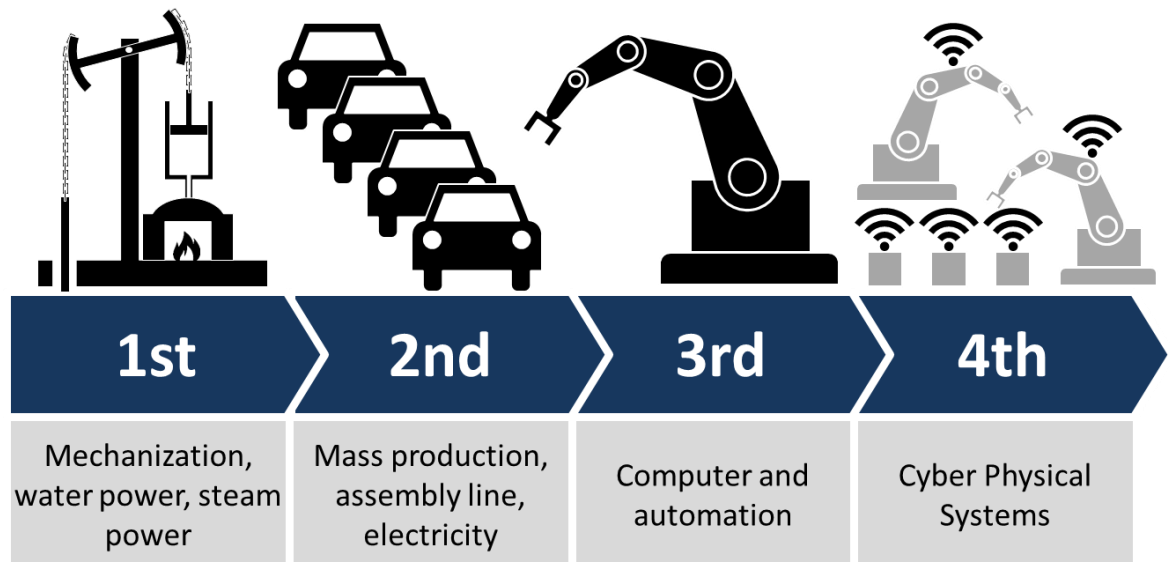 1st
2nd
3rd
4th
Mechanization,
water power, steam
power
Mass production,
assembly line,
electricity
Computer and
automation
Cyber Physical
Systems